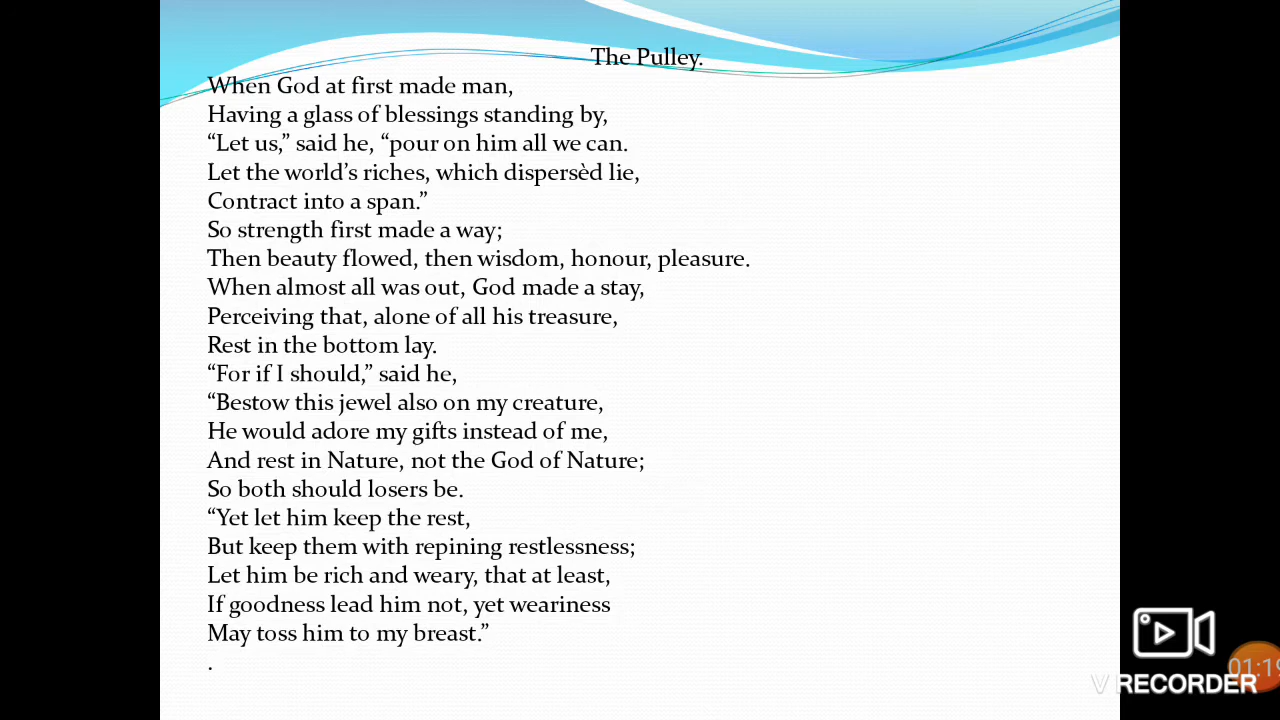 The Pulley.
When God at first made man,
Having a glass of blessings standing by,
“Let us,” said he, “pour on him all we can.
Let the world’s riches, which dispersèd lie,
Contract into a span.”
So strength first made a way;
Then beauty flowed, then wisdom, honour, pleasure.
When almost all was out, God made a stay,
Perceiving that, alone of all his treasure,
Rest in the bottom lay.
“For if I should,” said he,
“Bestow this jewel also on my creature,
He would adore my gifts instead of me,
And rest in Nature, not the God of Nature;
So both should losers be.
“Yet let him keep the rest,
But keep them with repining restlessness;
Let him be rich and weary, that at least,
If goodness lead him not, yet weariness
May toss him to my breast.”
.
01:19
V RECORDER